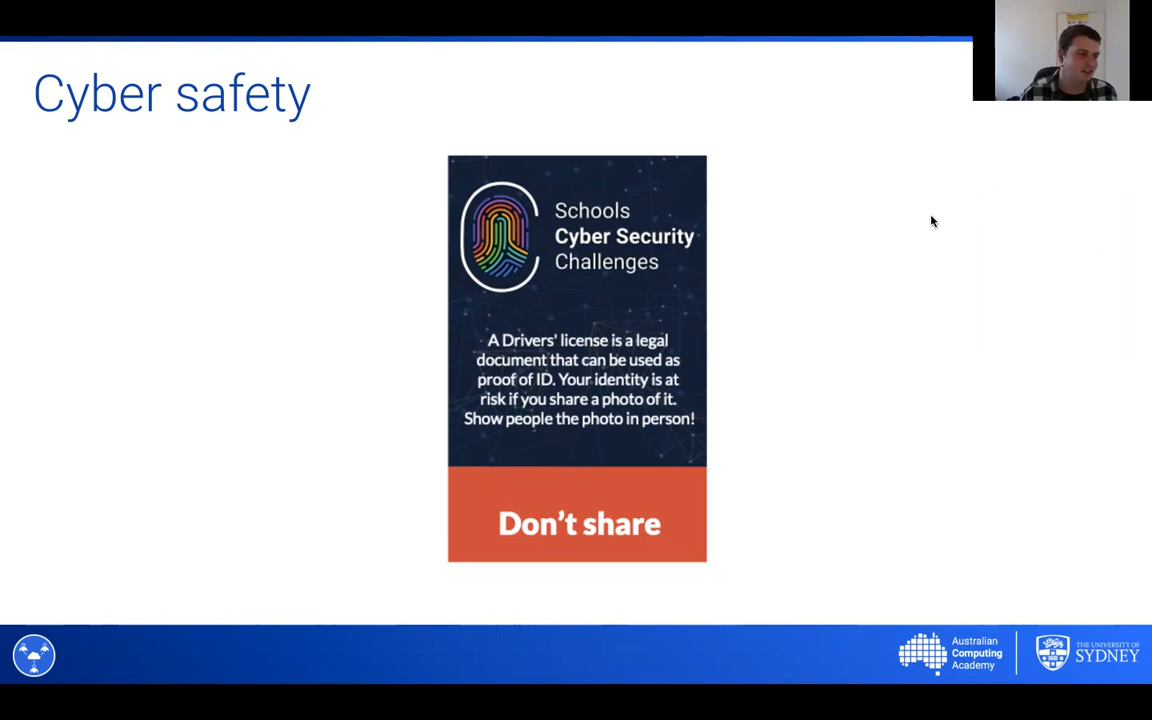 Cyber safety
Schools
Cyber Security
Challenges
A Drivers' license is a legal
document that can be used as
proof of ID. Your identity is at
risk if you share a photo of it.
Show people the photo in person!
Don't share
Australian
Computing
Academy
THE UNIVERSITY OF
SYDNEY